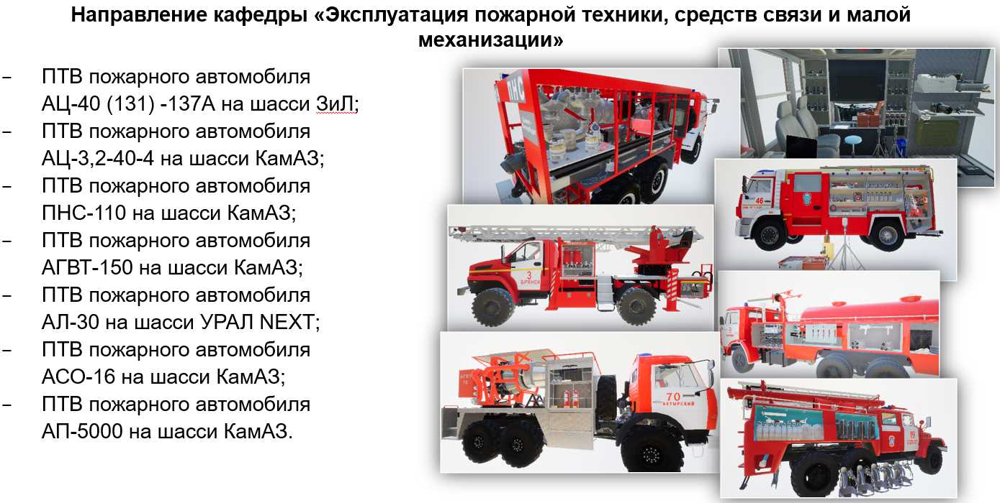 Направление кафедры «Эксплуатация пожарной техники, средств связи и малой
механизации»
– ПТВ пожарного автомобиля
АЦ-40 (131) -137А на шасси ЗиЛ;
– ПТВ пожарного автомобиля
АЦ-3,2-40-4 на шасси КамАЗ;
– ПТВ пожарного автомобиля
ПНС-110 на шасси КамАЗ;
– ПТВ пожарного автомобиля
АГВТ-150 на шасси КамАЗ;
– ПТВ пожарного автомобиля
АЛ-30 на шасси УРАЛ NEXT;
– ПТВ пожарного автомобиля
АСО-16 на шасси КамАЗ;
– ПТВ пожарного автомобиля
АП-5000 на шасси КамАЗ.
ПНС
46
3
БРЯНСК
3
АГВТ
70
АХТЫРСКИЙ
19